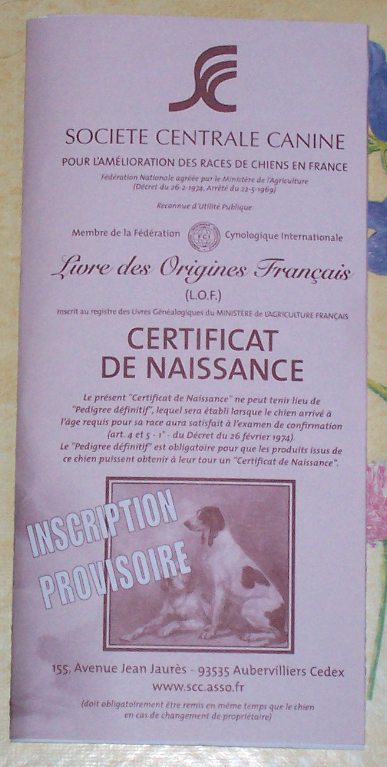 SOCIETE CENTRALE CANINE
POUR L'AMÉLIORATION DES RACES DE CHIENS EN FRANCE
Fédération Nationale agréée par le Ministère de l'Agriculture
(Décret du 26-2-1974, Arrêté du 22-5-1969)
Reconnue d'Utilité Publique
Membre de la Fédération FCI Cynologique Internationale
Livre des Origines Français
(L.O.F.)
Inscrit au registre des Livres Généalogiques du MINISTÈRE de L'AGRICULTURE FRANÇAIS
CERTIFICAT
DE NAISSANCE
Le présent "Certificat de Naissance" ne peut tenir lieu de
"Pedigree définitif", lequel sera établi lorsque le chien arrivé à
l'âge requis pour sa race aura satisfait à l'examen de confirmation
(art. 4 et 5 - 1° - du Décret du 26 février 1974).
Le "Pedigree définitif" est obligatoire pour que les produits issus de
ce chien puissent obtenir à leur tour un "Certificat de Naissance".
INSCRIPTION
PROVISOIRE
155, Avenue Jean Jaurès - 93535 Aubervilliers Cedex
www.scc.asso.fr
(doit obligatoirement être remis en même temps que le chien
en cas de changement de propriétaire)